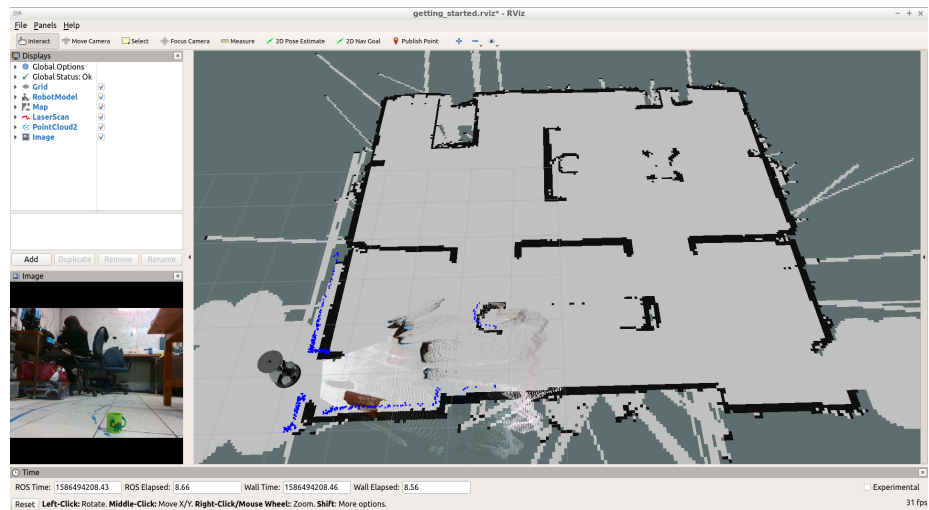 getting_started.rviz* - RViz
File Panels Help
Interact Move Camera Select Focus Camera Measure 2D Pose Estimate 2D Nav Goal Publish Point
Displays
Global Options
Global Status: Ok
Grid
RobotModel
Map
LaserScan
PointCloud2
Image
Add Duplicate Remove Rename
Image
Time
ROS Time: 1586494208.43 ROS Elapsed: 8.66 Wall Time: 1586494208.46 Wall Elapsed: 8.56 Experimental
Reset Left-Click: Rotate. Middle-Click: Move X/Y. Right-Click/Mouse Wheel:: Zoom. Shift: More options. 31 fps